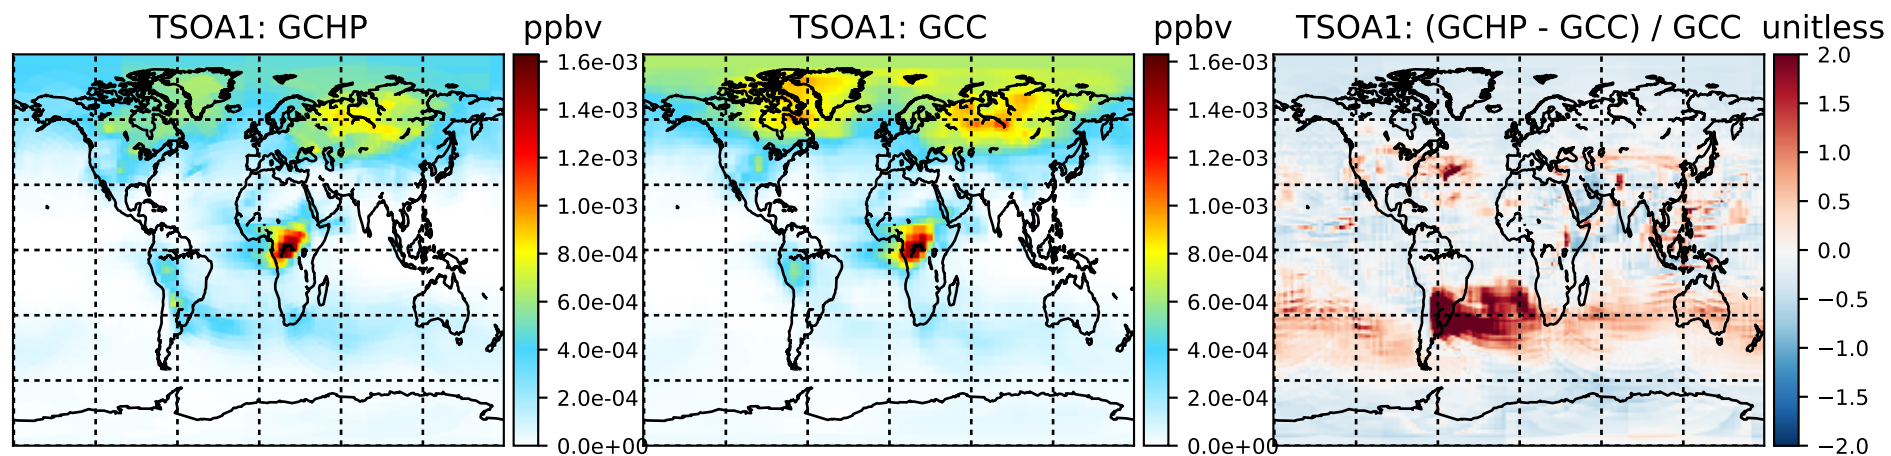 TSOA1: GCHP
ppbv
1.6e-03
1.4e-03
1.2e-03
1.0e-03
8.0e-04
6.0e-04
4.0e-04
2.0e-04
0.0e+00
TSOA1: GCC
ppbv
1.6e-03
1.4e-03
1.2e-03
1.0e-03
8.0e-04
6.0e-04
4.0e-04
2.0e-04
0.0e+00
TSOA1: (GCHP - GCC) / GCC
unitless
2.0
1.5
1.0
0.5
0.0
−0.5
−1.0
−1.5
−2.0